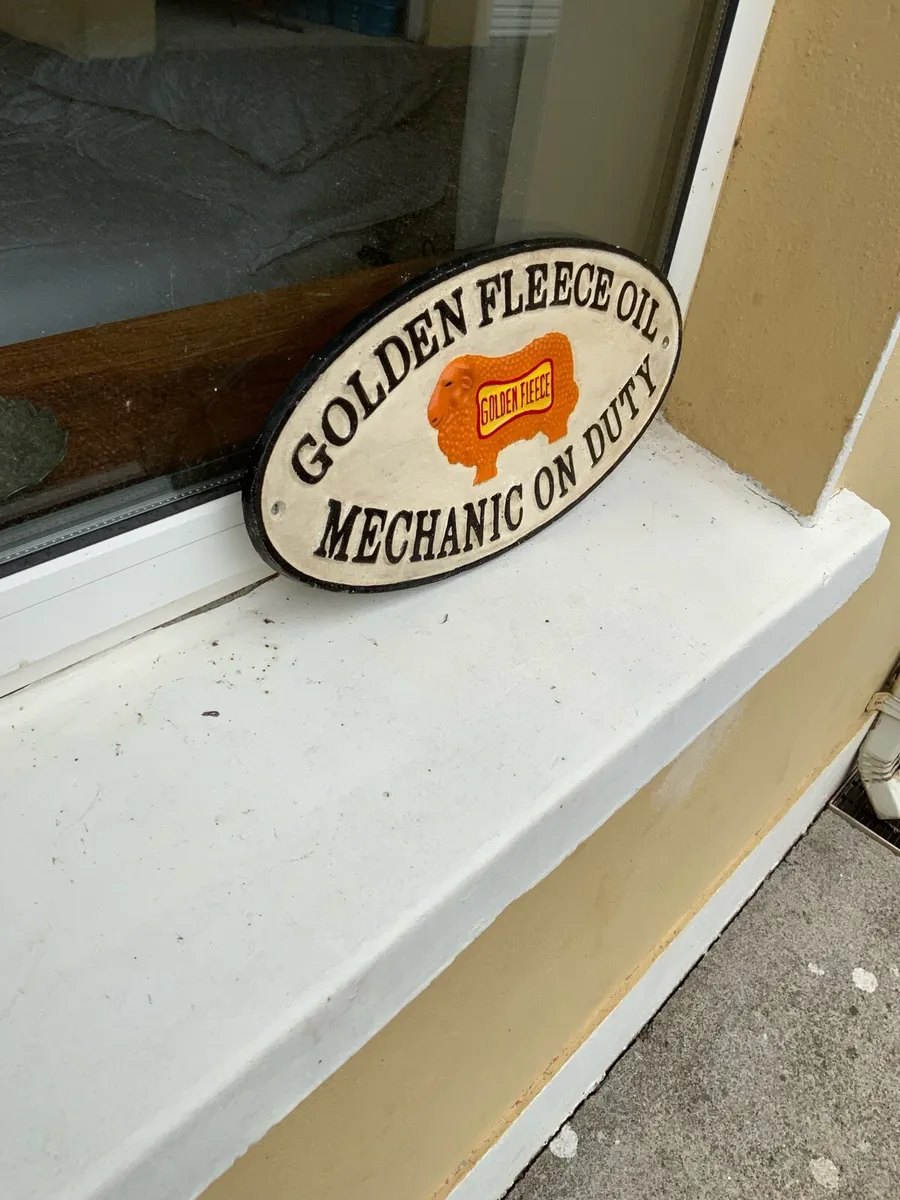 GOLDEN FLEECE OIL
GOLDEN FLEECE
MECHANIC ON DUTY